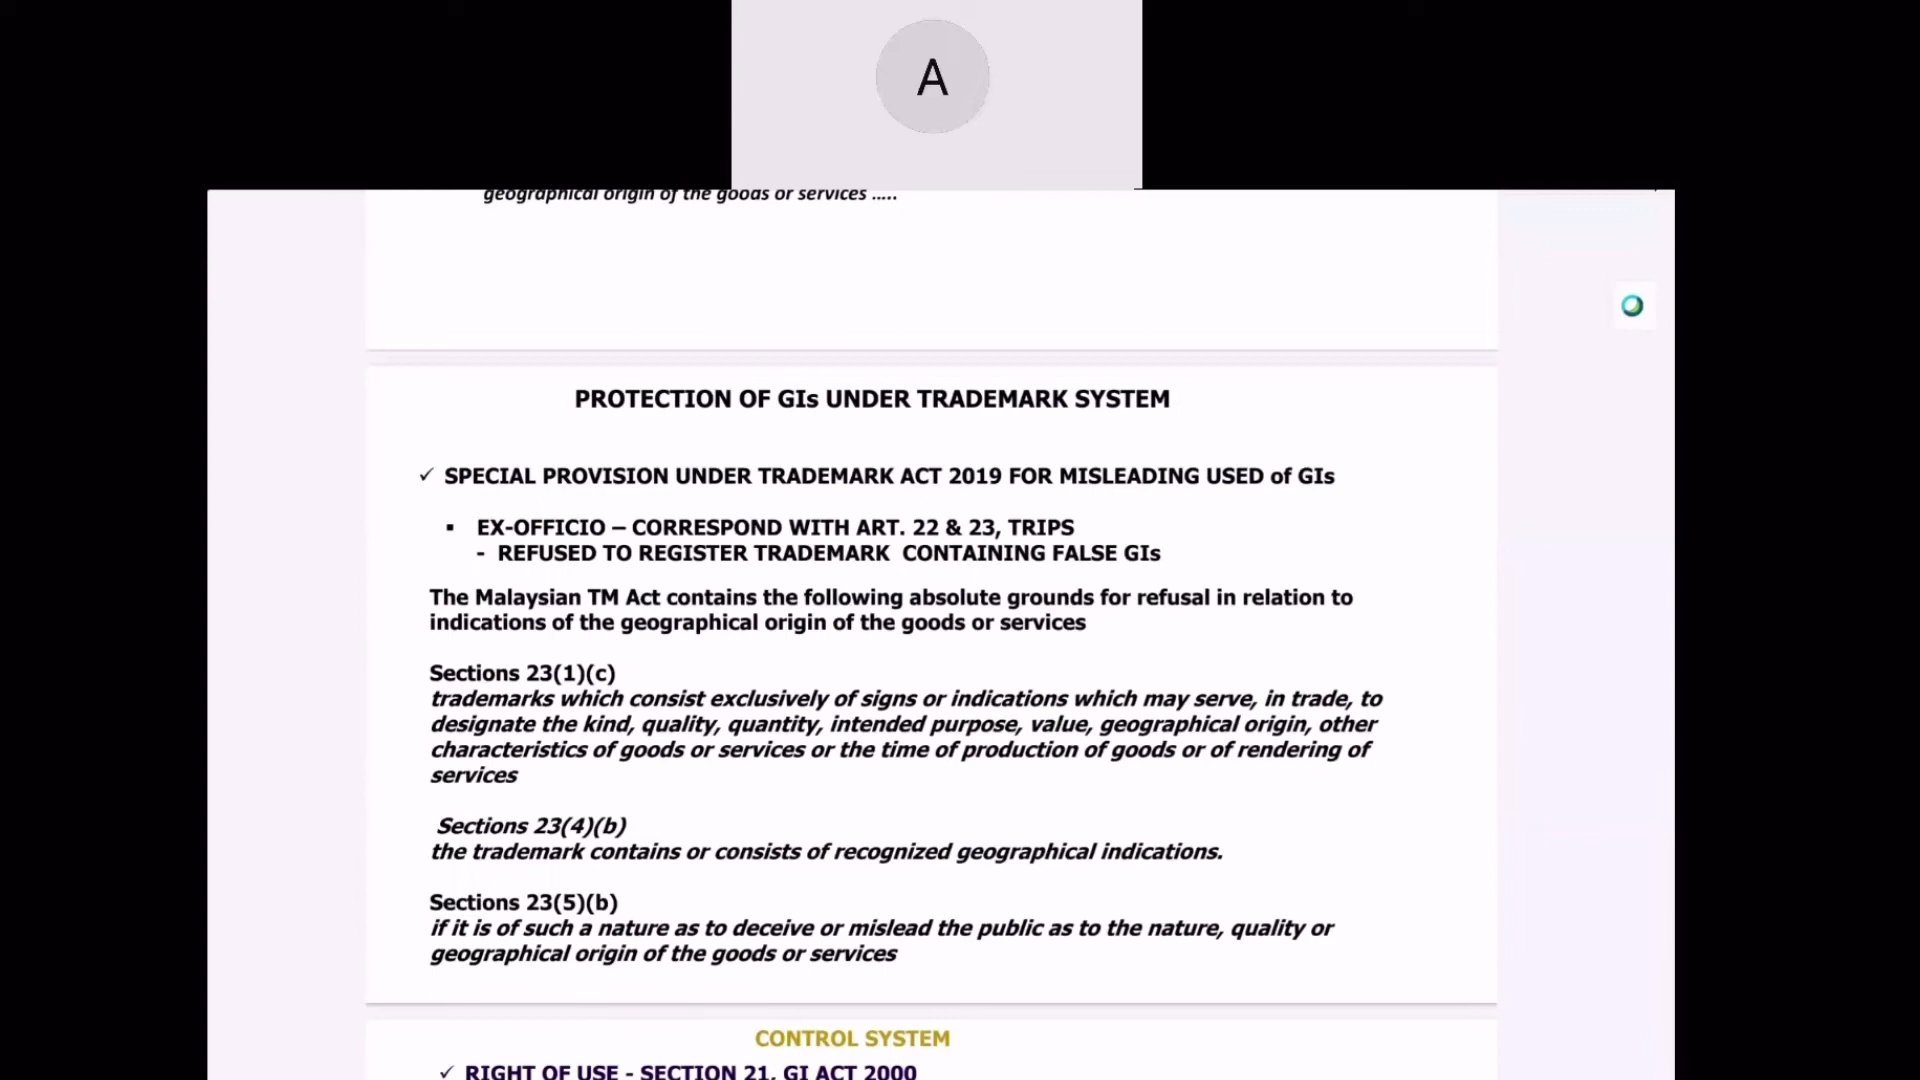 A
geographical origin of the goods or services .....
PROTECTION OF GIs UNDER TRADEMARK SYSTEM
✓ SPECIAL PROVISION UNDER TRADEMARK ACT 2019 FOR MISLEADING USED of GIs
▪ EX-OFFICIO – CORRESPOND WITH ART. 22 & 23, TRIPS
- REFUSED TO REGISTER TRADEMARK CONTAINING FALSE GIs
The Malaysian TM Act contains the following absolute grounds for refusal in relation to
indications of the geographical origin of the goods or services
Sections 23(1)(c)
trademarks which consist exclusively of signs or indications which may serve, in trade, to
designate the kind, quality, quantity, intended purpose, value, geographical origin, other
characteristics of goods or services or the time of production of goods or of rendering of
services
Sections 23(4)(b)
the trademark contains or consists of recognized geographical indications.
Sections 23(5)(b)
if it is of such a nature as to deceive or mislead the public as to the nature, quality or
geographical origin of the goods or services
CONTROL SYSTEM
✓ RIGHT OF USE - SECTION 21, GI ACT 2000